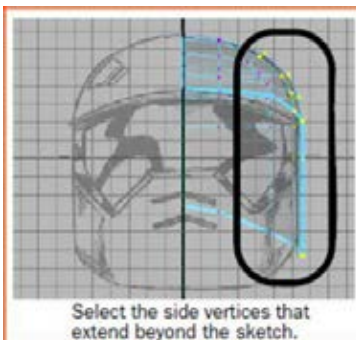 Select the side vertices that
extend beyond the sketch.